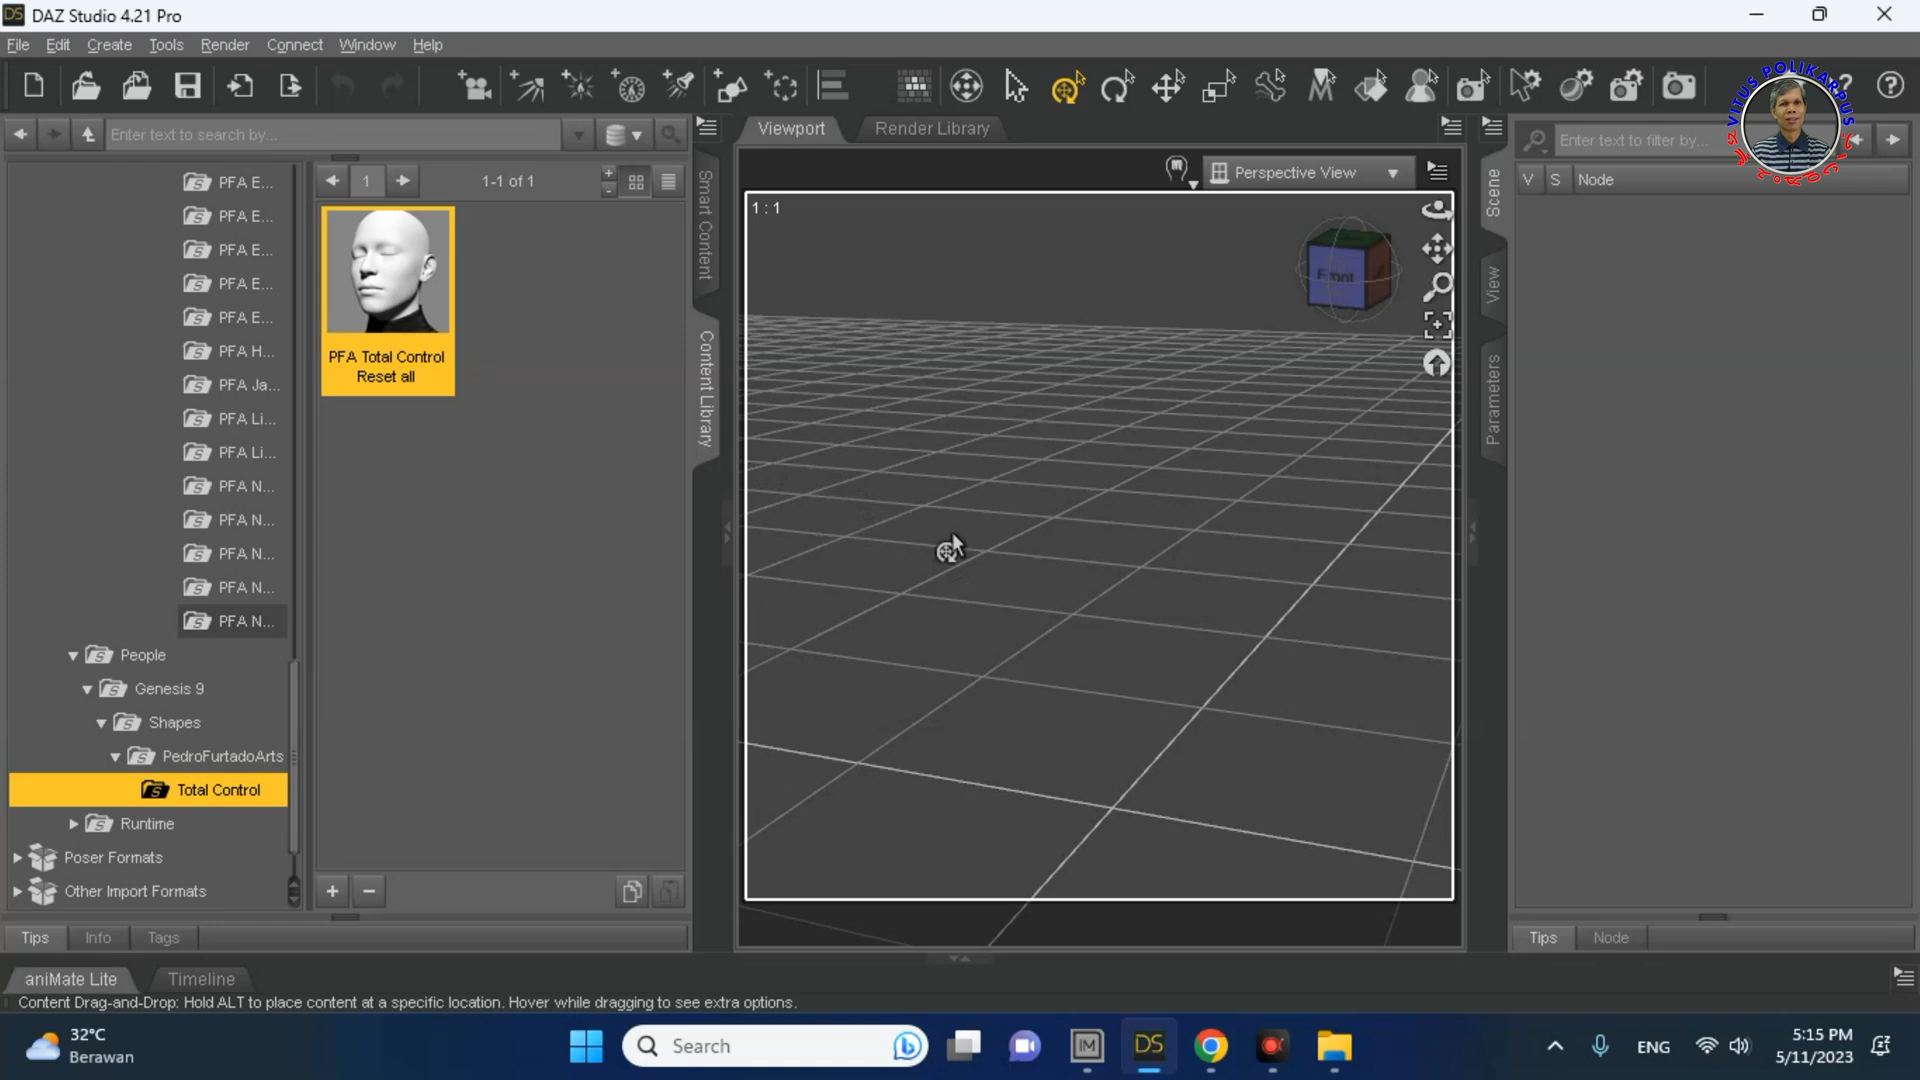 DS DAZ Studio 4.21 Pro
File Edit Create Tools Render Connect Window Help
VITUS POLIKARPUS
Enter text to search by...
Viewport Render Library
Enter text to filter by...
1 1-1 of 1
Perspective View
V S Node
1 : 1
Front
PFA E...
PFA E...
PFA E...
PFA E...
PFA E...
PFA H...
PFA Ja...
PFA Li...
PFA Li...
PFA N...
PFA N...
PFA N...
PFA N...
PFA N...
People
Genesis 9
Shapes
PedroFurtadoArts
Total Control
Runtime
Poser Formats
Other Import Formats
PFA Total Control
Reset all
Smart Content
Content Library
Scene
View
Parameters
Tips Info Tags
Tips Node
aniMate Lite Timeline
Content Drag-and-Drop: Hold ALT to place content at a specific location. Hover while dragging to see extra options.
32°C
Berawan
Search
IM
DS
ENG
5:15 PM
5/11/2023